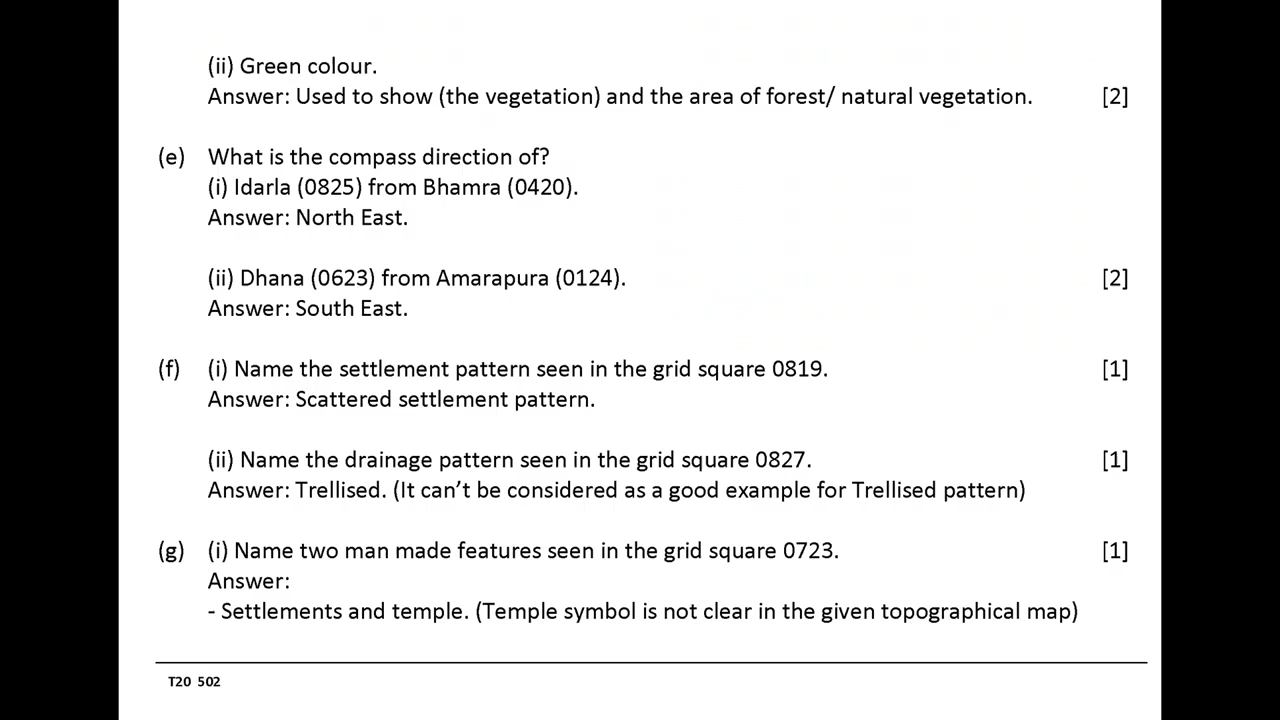 (ii) Green colour.
Answer: Used to show (the vegetation) and the area of forest/ natural vegetation. [2]
(e) What is the compass direction of?
(i) Idarla (0825) from Bhamra (0420).
Answer: North East.
(ii) Dhana (0623) from Amarapura (0124). [2]
Answer: South East.
(f) (i) Name the settlement pattern seen in the grid square 0819. [1]
Answer: Scattered settlement pattern.
(ii) Name the drainage pattern seen in the grid square 0827. [1]
Answer: Trellised. (It can’t be considered as a good example for Trellised pattern)
(g) (i) Name two man made features seen in the grid square 0723. [1]
Answer:
- Settlements and temple. (Temple symbol is not clear in the given topographical map)
T20 502